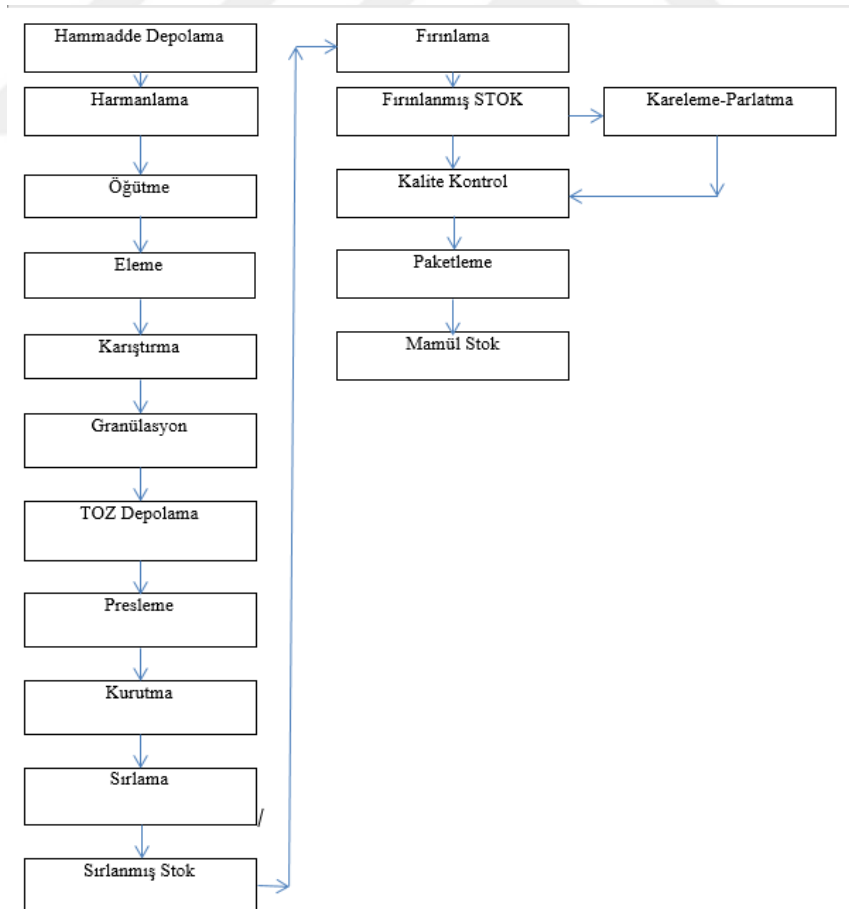 Hammadde Depolama
Harmanlama
Öğütme
Eleme
Karıştırma
Granülasyon
TOZ Depolama
Presleme
Kurutma
Sırlama
/
Sırlanmış Stok
Fırınlama
Fırınlanmış STOK
Kareleme-Parlatma
Kalite Kontrol
Paketleme
Mamül Stok